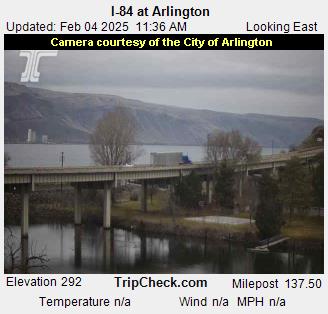 I-84 at Arlington
Updated: Feb 04 2025 11:36 AM Looking East
Camera courtesy of the City of Arlington
Elevation 292 TripCheck.com Milepost 137.50
Temperature n/a Wind n/a MPH n/a